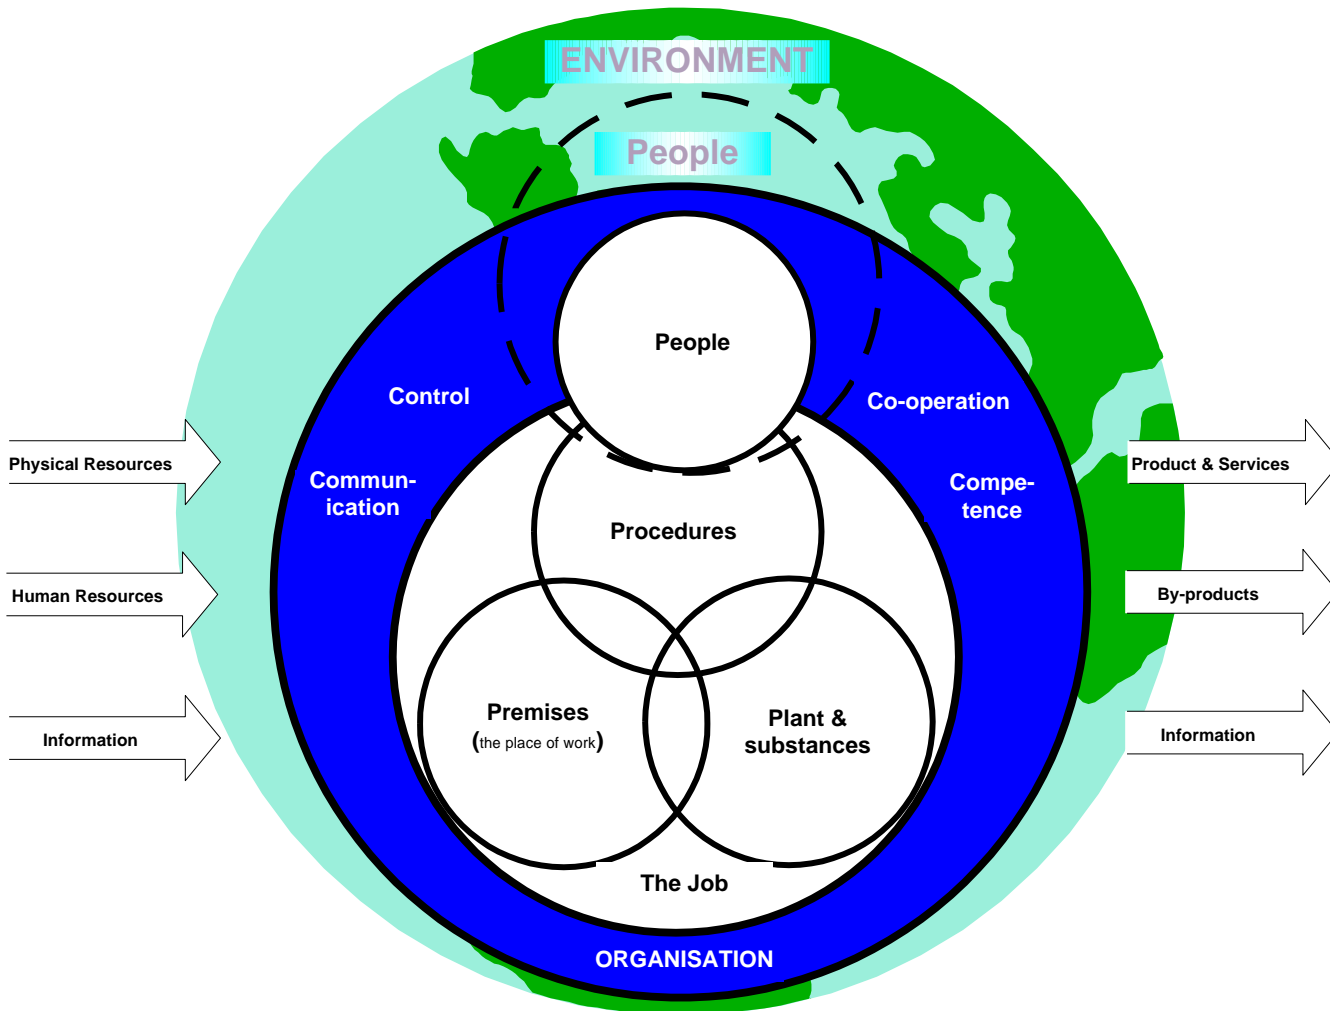 ENVIRONMENT
People
People
Control
Co-operation
Physical Resources
Commun-
ication
Compe-
tence
Product & Services
Procedures
Human Resources
By-products
Premises
(the place of work)
Plant &
substances
Information
Information
The Job
ORGANISATION